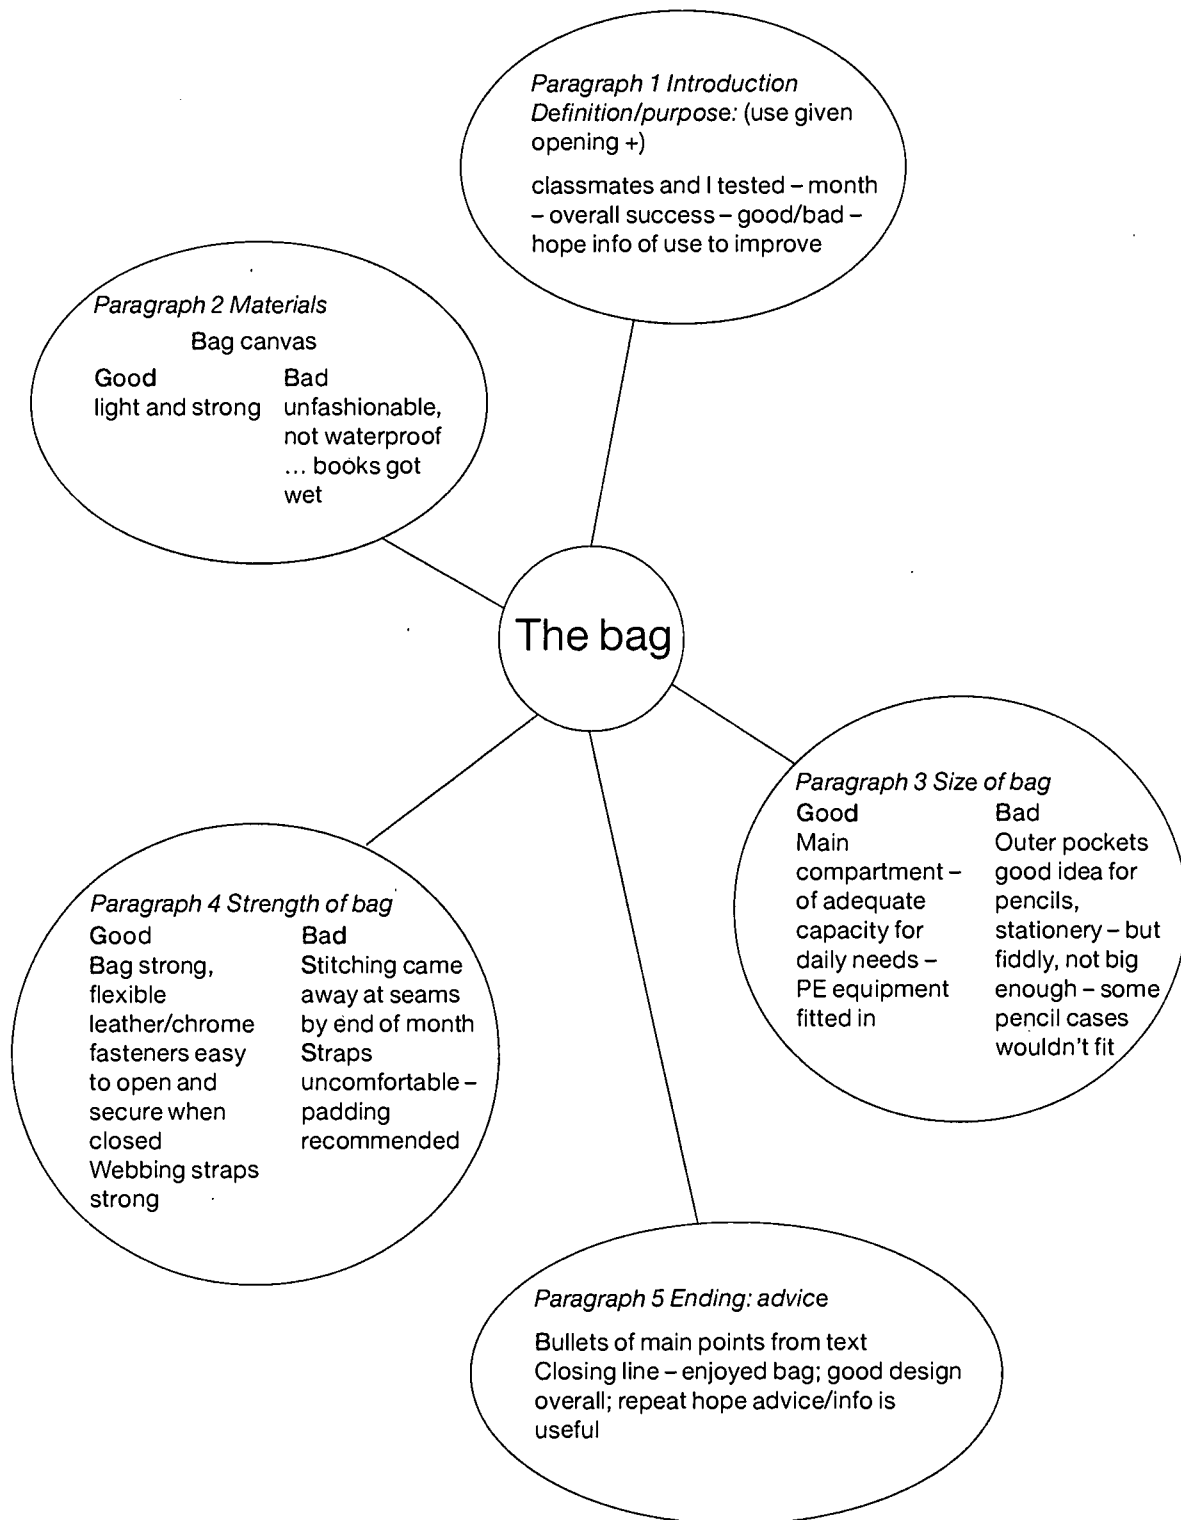 Paragraph 1 Introduction
Definition/purpose: (use given
opening +)
classmates and I tested – month
– overall success – good/bad –
hope info of use to improve
Paragraph 2 Materials
Bag canvas
Good
light and strong
Bad
unfashionable,
not waterproof
... books got
wet
The bag
Paragraph 3 Size of bag
Good
Main
compartment –
of adequate
capacity for
daily needs –
PE equipment
fitted in
Bad
Outer pockets
good idea for
pencils,
stationery – but
fiddly, not big
enough – some
pencil cases
wouldn't fit
Paragraph 4 Strength of bag
Good
Bag strong,
flexible
leather/chrome
fasteners easy
to open and
secure when
closed
Webbing straps
strong
Bad
Stitching came
away at seams
by end of month
Straps
uncomfortable –
padding
recommended
Paragraph 5 Ending: advice
Bullets of main points from text
Closing line – enjoyed bag; good design
overall; repeat hope advice/info is
useful